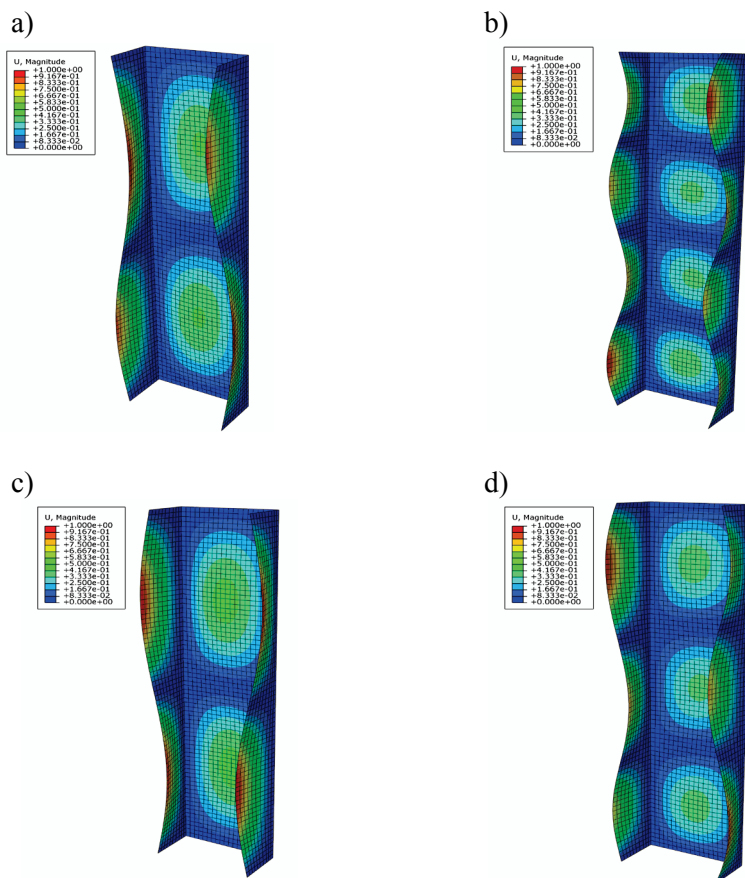 a)
U, Magnitude
+1.000e+00
+9.167e-01
+8.333e-01
+7.500e-01
+6.667e-01
+5.833e-01
+5.000e-01
+4.167e-01
+3.333e-01
+2.500e-01
+1.667e-01
+8.333e-02
+0.000e+00
b)
U, Magnitude
+1.000e+00
+9.167e-01
+8.333e-01
+7.500e-01
+6.667e-01
+5.833e-01
+5.000e-01
+4.167e-01
+3.333e-01
+2.500e-01
+1.667e-01
+8.333e-02
+0.000e+00
c)
U, Magnitude
+1.000e+00
+9.167e-01
+8.333e-01
+7.500e-01
+6.667e-01
+5.833e-01
+5.000e-01
+4.167e-01
+3.333e-01
+2.500e-01
+1.667e-01
+8.333e-02
+0.000e+00
d)
U, Magnitude
+1.000e+00
+9.167e-01
+8.333e-01
+7.500e-01
+6.667e-01
+5.833e-01
+5.000e-01
+4.167e-01
+3.333e-01
+2.500e-01
+1.667e-01
+8.333e-02
+0.000e+00